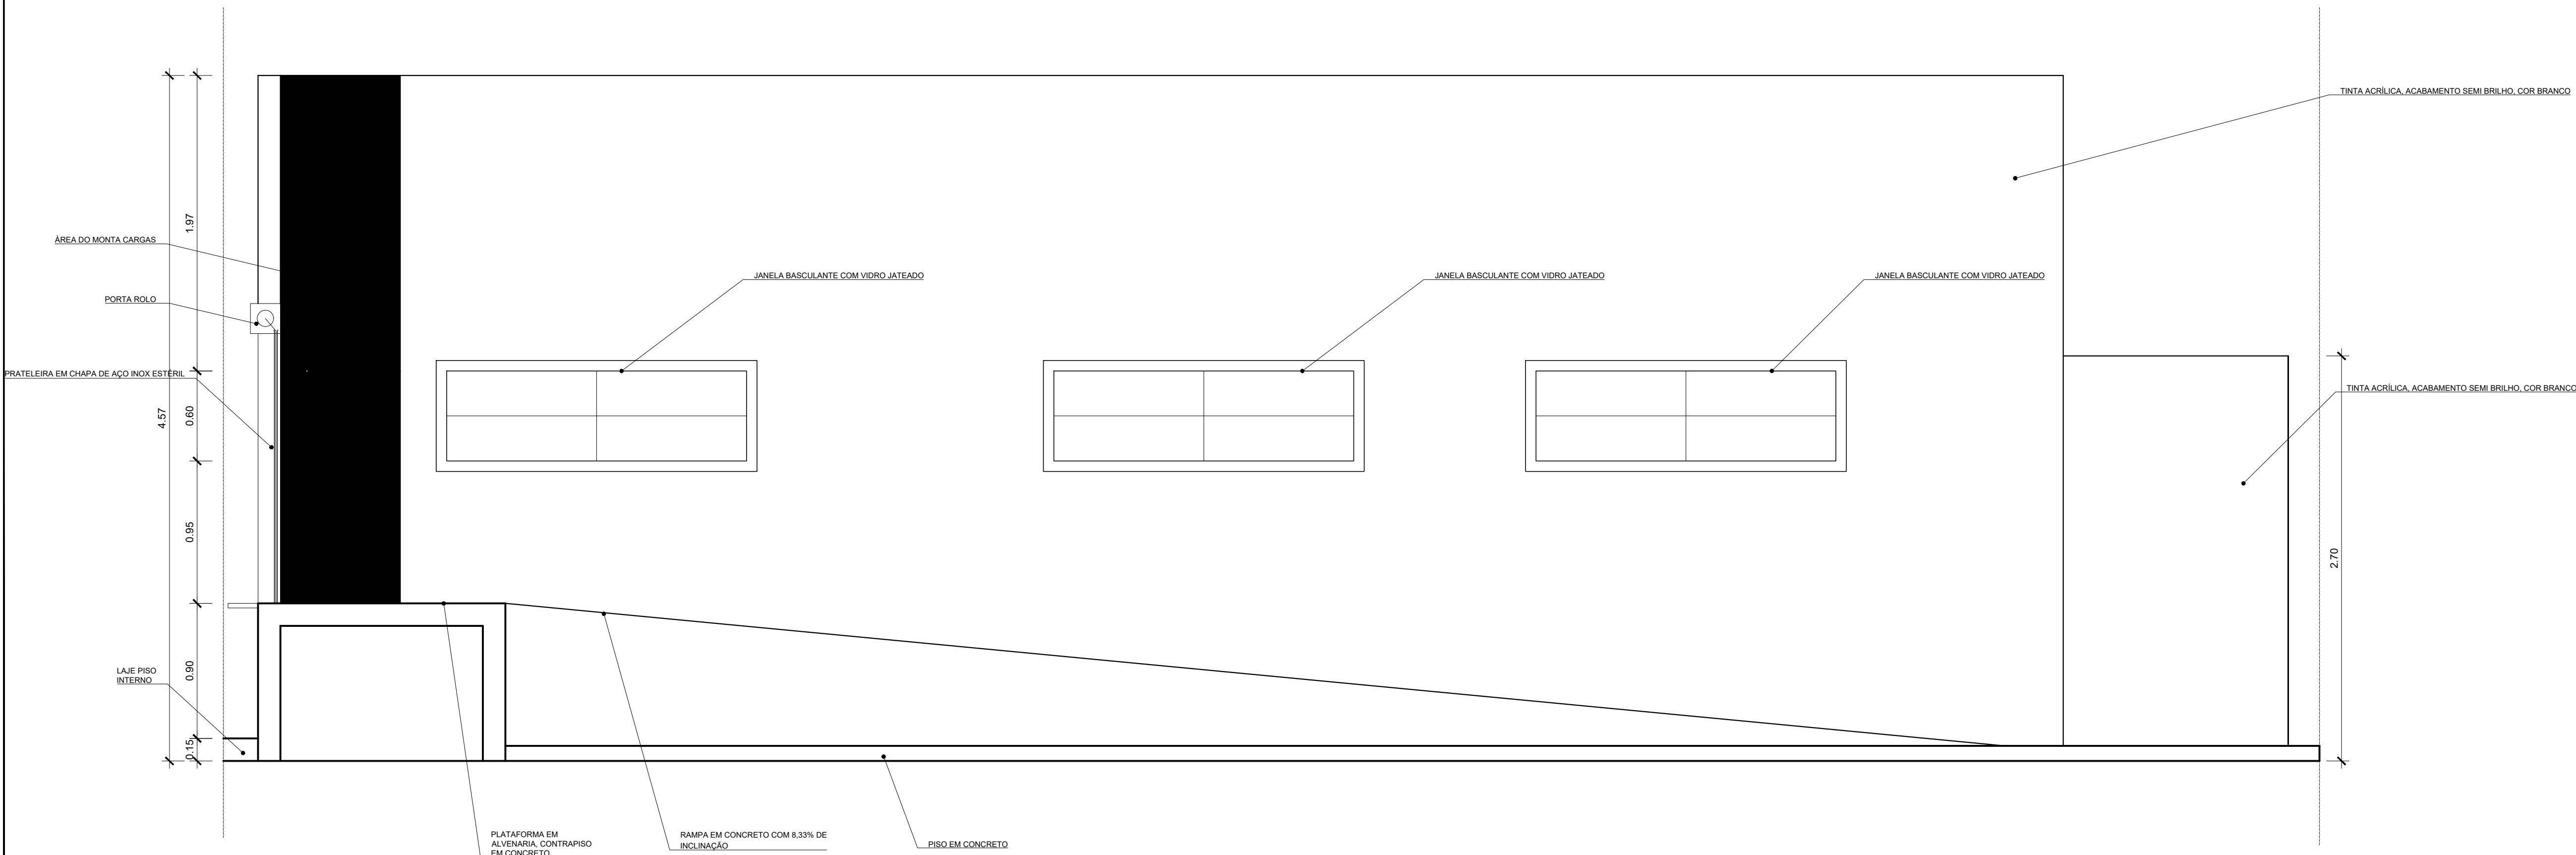 TINTA ACRÍLICA, ACABAMENTO SEMI BRILHO, COR BRANCO
1.97
ÀREA DO MONTA CARGAS
JANELA BASCULANTE COM VIDRO JATEADO
JANELA BASCULANTE COM VIDRO JATEADO
JANELA BASCULANTE COM VIDRO JATEADO
PORTA ROLO
PRATELEIRA EM CHAPA DE AÇO INOX ESTÉRIL
TINTA ACRÍLICA, ACABAMENTO SEMI BRILHO, COR BRANCO
4.57
0.60
0.95
2.70
LAJE PISO
INTERNO
0.90
0.15
PLATAFORMA EM
ALVENARIA, CONTRAPISO
EM CONCRETO
RAMPA EM CONCRETO COM 8,33% DE
INCLINAÇÃO
PISO EM CONCRETO